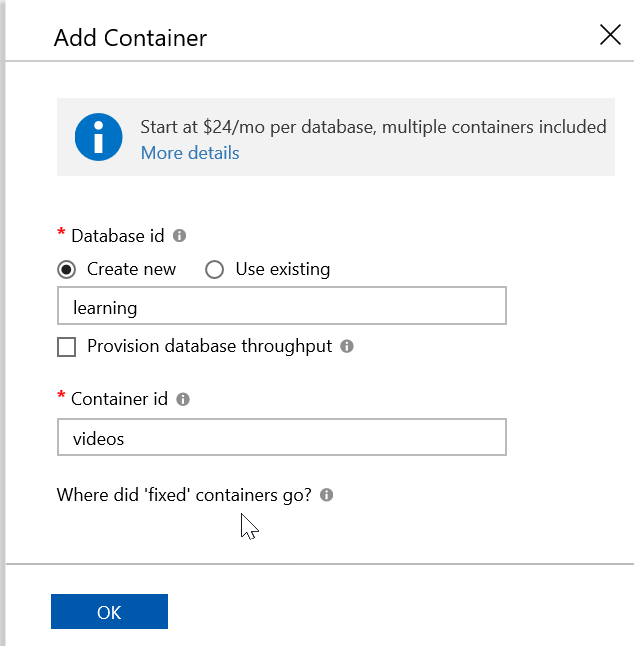 Add Container
Start at $24/mo per database, multiple containers included
More details
* Database id
Create new Use existing
learning
Provision database throughput
* Container id
videos
Where did 'fixed' containers go?
OK